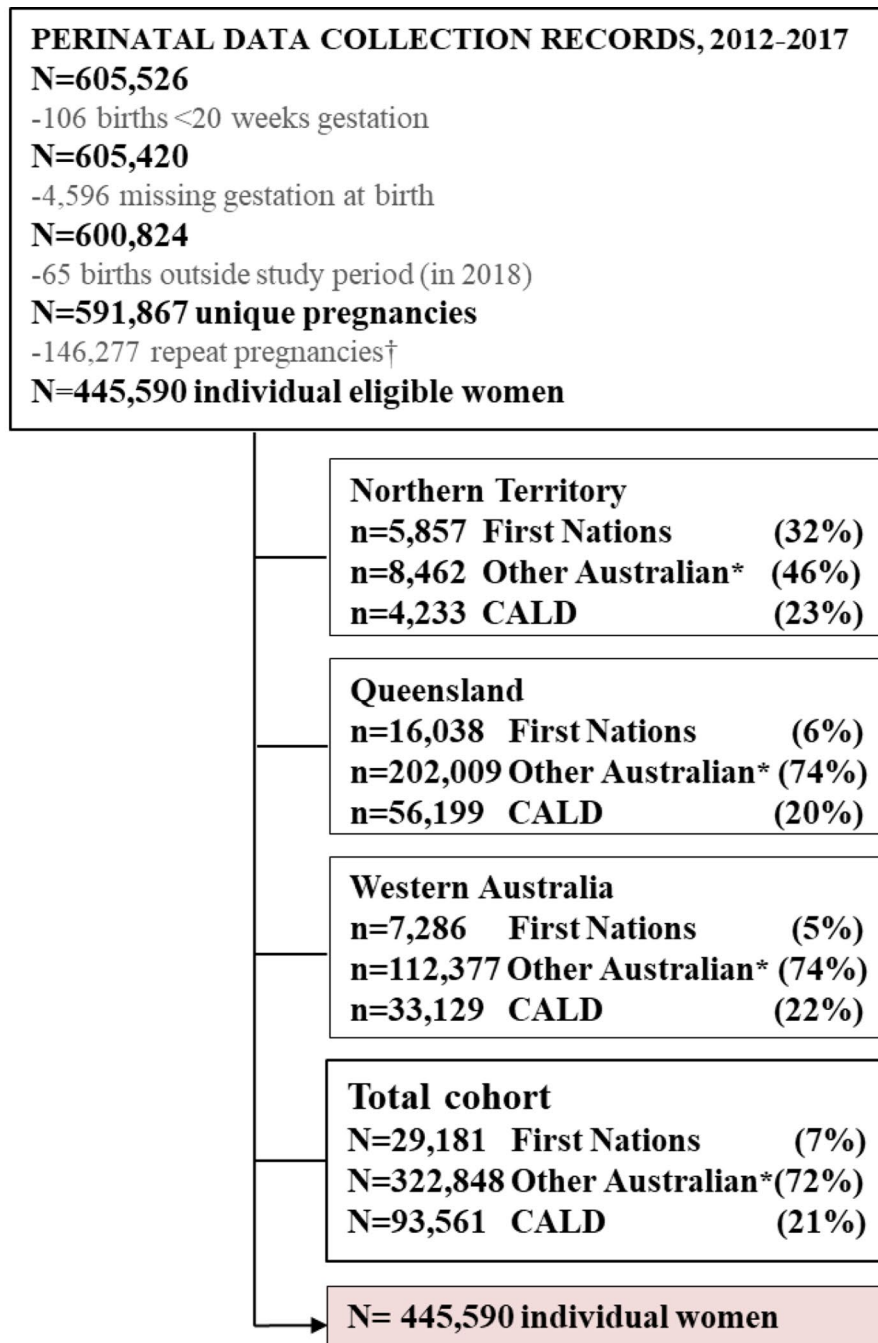 PERINATAL DATA COLLECTION RECORDS, 2012-2017
N=605,526
-106 births <20 weeks gestation
N=605,420
-4,596 missing gestation at birth
N=600,824
-65 births outside study period (in 2018)
N=591,867 unique pregnancies
-146,277 repeat pregnancies†
N=445,590 individual eligible women
Northern Territory
n=5,857 First Nations (32%)
n=8,462 Other Australian* (46%)
n=4,233 CALD (23%)
Queensland
n=16,038 First Nations (6%)
n=202,009 Other Australian* (74%)
n=56,199 CALD (20%)
Western Australia
n=7,286 First Nations (5%)
n=112,377 Other Australian* (74%)
n=33,129 CALD (22%)
Total cohort
N=29,181 First Nations (7%)
N=322,848 Other Australian*(72%)
N=93,561 CALD (21%)
N= 445,590 individual women